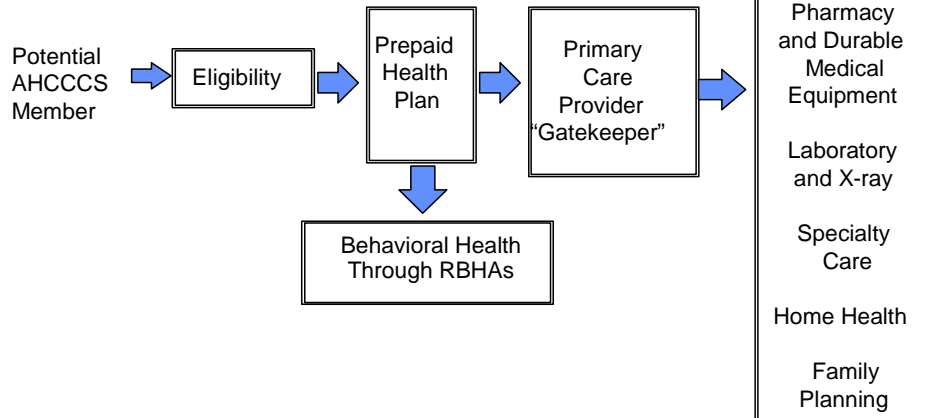 Potential
AHCCCS
Member
Eligibility
Prepaid
Health
Plan
Primary
Care
Provider
“Gatekeeper”
Behavioral Health
Through RBHAs
Pharmacy
and Durable
Medical
Equipment
Laboratory
and X-ray
Specialty
Care
Home Health
Family
Planning